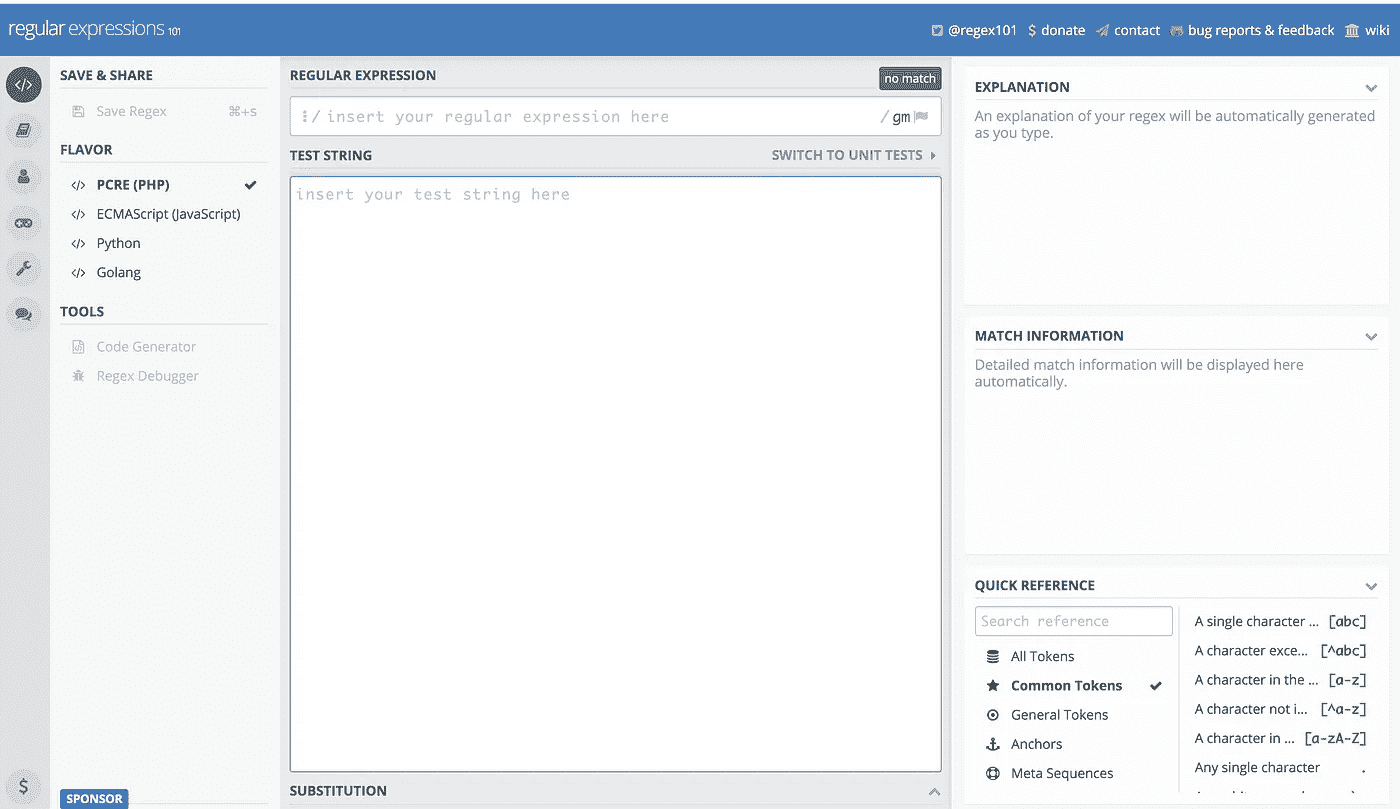 regular expressions 101
@regex101 $ donate contact bug reports & feedback wiki
SAVE & SHARE
Save Regex ⌘+s
FLAVOR
</> PCRE (PHP)
</> ECMAScript (JavaScript)
</> Python
</> Golang
TOOLS
Code Generator
Regex Debugger
$
SPONSOR
REGULAR EXPRESSION
no match
/ insert your regular expression here / gm
TEST STRING
SWITCH TO UNIT TESTS
insert your test string here
SUBSTITUTION
EXPLANATION
An explanation of your regex will be automatically generated
as you type.
MATCH INFORMATION
Detailed match information will be displayed here
automatically.
QUICK REFERENCE
Search reference
All Tokens
Common Tokens
General Tokens
Anchors
Meta Sequences
A single character ... [abc]
A character exce... [^abc]
A character in the ... [a-z]
A character not i... [^a-z]
A character in ... [a-zA-Z]
Any single character .